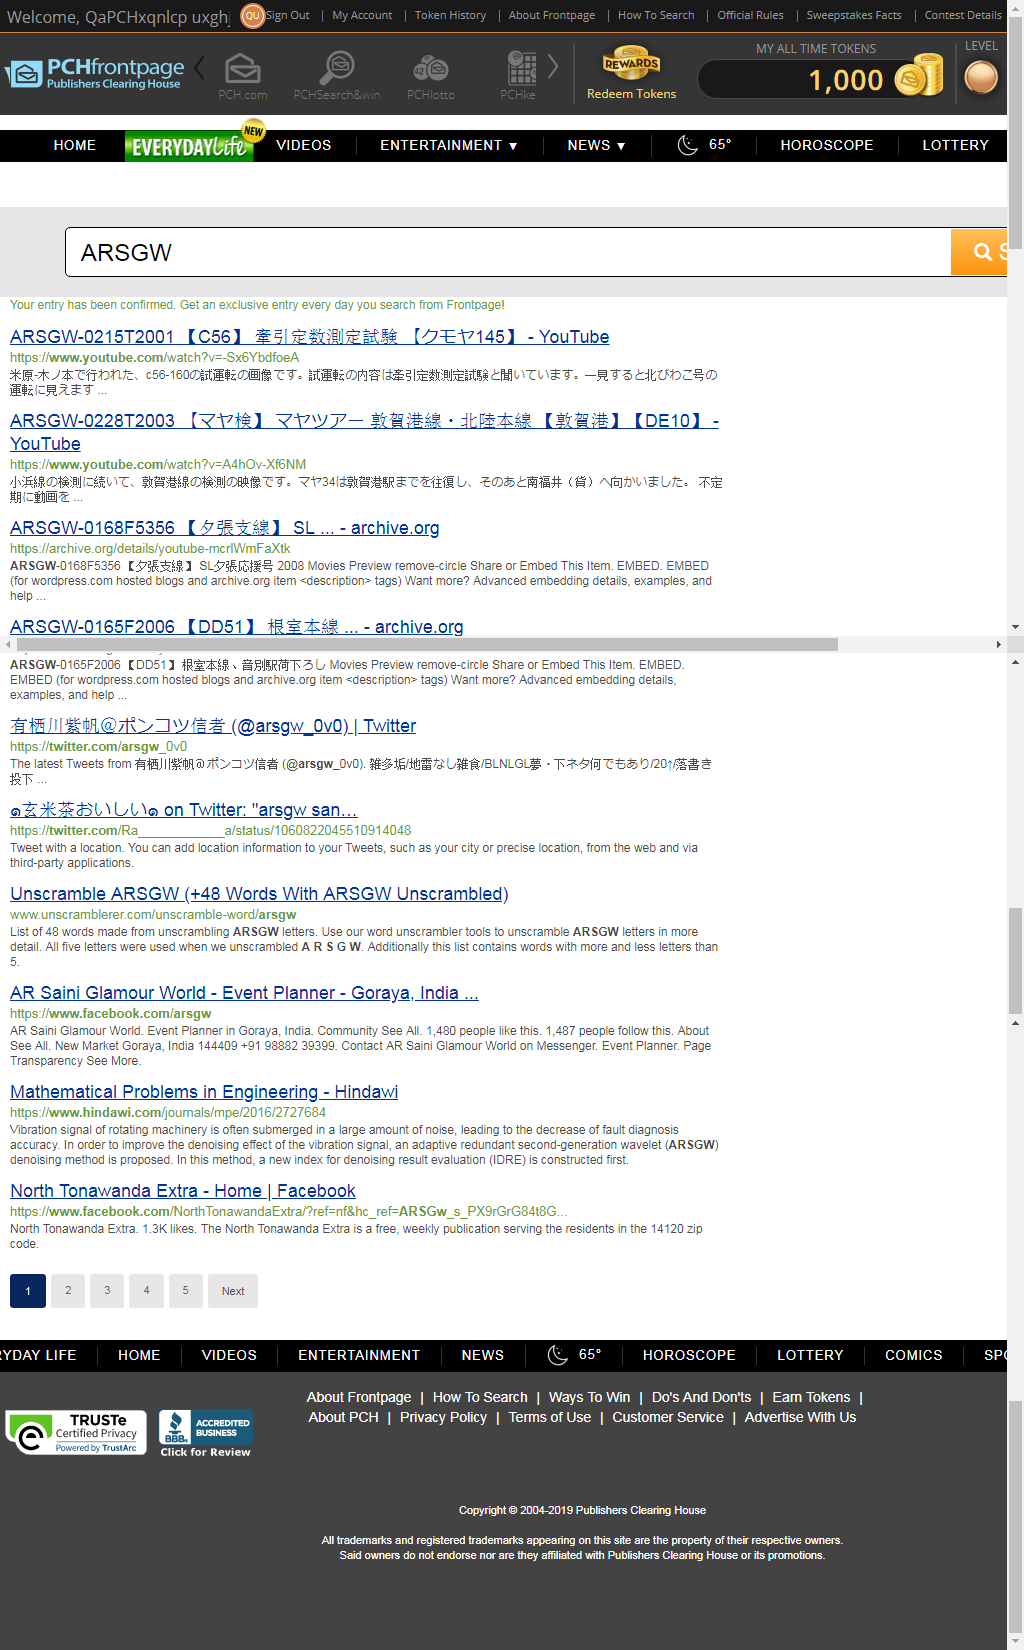 Welcome, QaPCHxqnlcp uxghj
QU
Sign Out | My Account | Token History | About Frontpage | How To Search | Official Rules | Sweepstakes Facts | Contest Details
PCHfrontpage
Publishers Clearing House
PCH.com
PCHSearch&win
PCHlotto
PCHke
REWARDS
Redeem Tokens
MY ALL TIME TOKENS
1,000
LEVEL
HOME
EVERYDAY Life
NEW
VIDEOS
ENTERTAINMENT ▼
NEWS ▼
65°
HOROSCOPE
LOTTERY
ARSGW
S
Your entry has been confirmed. Get an exclusive entry every day you search from Frontpage!
ARSGW-0215T2001 【C56】 牽引定数測定試験 【クモヤ145】 - YouTube
https://www.youtube.com/watch?v=-Sx6YbdfoeA
米原-木ノ本で行われた、c56-160の試運転の画像です。試運転の内容は牽引定数測定試験と聞いています。一見すると北びわこ号の
運転に見えます ...
ARSGW-0228T2003 【マヤ検】 マヤツアー 敦賀港線・北陸本線 【敦賀港】【DE10】 -
YouTube
https://www.youtube.com/watch?v=A4hOv-Xf6NM
小浜線の検測に続いて、敦賀港線の検測の映像です。マヤ34は敦賀港駅までを往復し、そのあと南福井（貨）へ向かいました。 不定
期に動画を ...
ARSGW-0168F5356 【夕張支線】 SL ... - archive.org
https://archive.org/details/youtube-mcrlWmFaXtk
ARSGW-0168F5356 【夕張支線】 SL夕張応援号 2008 Movies Preview remove-circle Share or Embed This Item. EMBED. EMBED
(for wordpress.com hosted blogs and archive.org item <description> tags) Want more? Advanced embedding details, examples, and
help ...
ARSGW-0165F2006 【DD51】 根室本線 ... - archive.org
ARSGW-0165F2006 【DD51】 根室本線、音別駅荷下ろし Movies Preview remove-circle Share or Embed This Item. EMBED.
EMBED (for wordpress.com hosted blogs and archive.org item <description> tags) Want more? Advanced embedding details,
examples, and help ...
有栖川紫帆@ポンコツ信者 (@arsgw_0v0) | Twitter
https://twitter.com/arsgw_0v0
The latest Tweets from 有栖川紫帆@ポンコツ信者 (@arsgw_0v0). 雑多垢/地雷なし雑食/BLNLGL夢・下ネタ何でもあり/20↑/落書き
投下 ...
๑玄米茶おいしい๑ on Twitter: "arsgw san…
https://twitter.com/Ra____________a/status/1060822045510914048
Tweet with a location. You can add location information to your Tweets, such as your city or precise location, from the web and via
third-party applications.
Unscramble ARSGW (+48 Words With ARSGW Unscrambled)
www.unscramblerer.com/unscramble-word/arsgw
List of 48 words made from unscrambling ARSGW letters. Use our word unscrambler tools to unscramble ARSGW letters in more
detail. All five letters were used when we unscrambled A R S G W. Additionally this list contains words with more and less letters than
5.
AR Saini Glamour World - Event Planner - Goraya, India ...
https://www.facebook.com/arsgw
AR Saini Glamour World. Event Planner in Goraya, India. Community See All. 1,480 people like this. 1,487 people follow this. About
See All. New Market Goraya, India 144409 +91 98882 39399. Contact AR Saini Glamour World on Messenger. Event Planner. Page
Transparency See More.
Mathematical Problems in Engineering - Hindawi
https://www.hindawi.com/journals/mpe/2016/2727684
Vibration signal of rotating machinery is often submerged in a large amount of noise, leading to the decrease of fault diagnosis
accuracy. In order to improve the denoising effect of the vibration signal, an adaptive redundant second-generation wavelet (ARSGW)
denoising method is proposed. In this method, a new index for denoising result evaluation (IDRE) is constructed first.
North Tonawanda Extra - Home | Facebook
https://www.facebook.com/NorthTonawandaExtra/?ref=nf&hc_ref=ARSGw_s_PX9rGrG84t8G...
North Tonawanda Extra. 1.3K likes. The North Tonawanda Extra is a free, weekly publication serving the residents in the 14120 zip
code.
1 2 3 4 5 Next
RYDAY LIFE | HOME | VIDEOS | ENTERTAINMENT | NEWS | 65° | HOROSCOPE | LOTTERY | COMICS | SPO
About Frontpage | How To Search | Ways To Win | Do's And Don'ts | Earn Tokens |
About PCH | Privacy Policy | Terms of Use | Customer Service | Advertise With Us
TRUSTe
Certified Privacy
Powered by TrustArc
BBB.
ACCREDITED
BUSINESS
Click for Review
Copyright © 2004-2019 Publishers Clearing House
All trademarks and registered trademarks appearing on this site are the property of their respective owners.
Said owners do not endorse nor are they affiliated with Publishers Clearing House or its promotions.